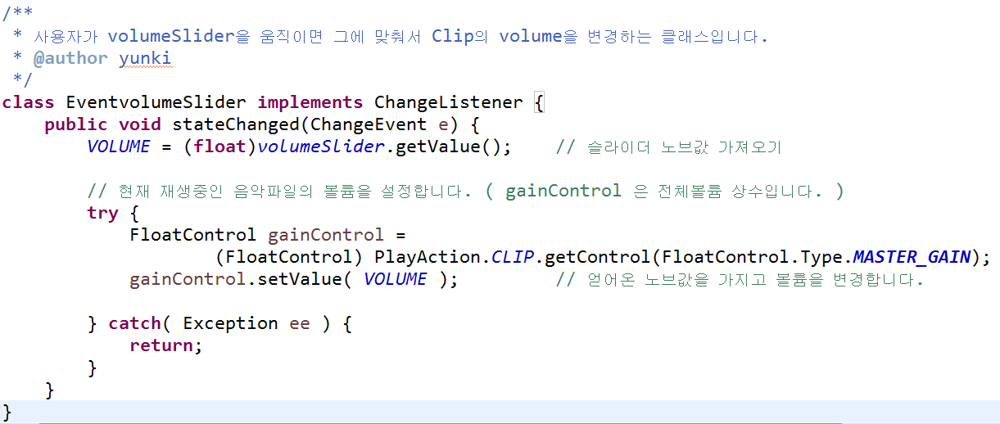 /**
 * 사용자가 volumeSlider을 움직이면 그에 맞춰서 Clip의 volume을 변경하는 클래스입니다.
 * @author yunki
 */
class EventvolumeSlider implements ChangeListener {
    public void stateChanged(ChangeEvent e) {
        VOLUME = (float)volumeSlider.getValue();    // 슬라이더 노브값 가져오기
        // 현재 재생중인 음악파일의 볼륨을 설정합니다. ( gainControl 은 전체볼륨 상수입니다. )
        try {
            FloatControl gainControl =
                    (FloatControl) PlayAction.CLIP.getControl(FloatControl.Type.MASTER_GAIN);
            gainControl.setValue( VOLUME );         // 얻어온 노브값을 가지고 볼륨을 변경합니다.
        } catch( Exception ee ) {
            return;
        }
    }
}